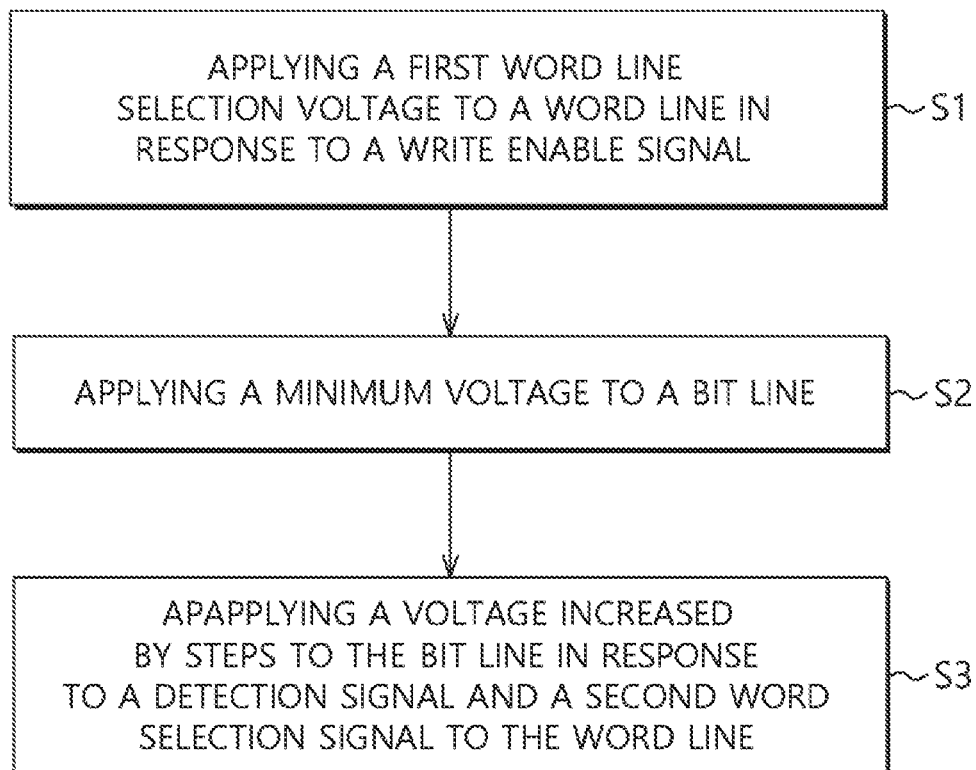 APPLYING A FIRST WORD LINE
SELECTION VOLTAGE TO A WORD LINE IN
RESPONSE TO A WRITE ENABLE SIGNAL
S1
APPLYING A MINIMUM VOLTAGE TO A BIT LINE
S2
APAPPLYING A VOLTAGE INCREASED
BY STEPS TO THE BIT LINE IN RESPONSE
TO A DETECTION SIGNAL AND A SECOND WORD
SELECTION SIGNAL TO THE WORD LINE
S3